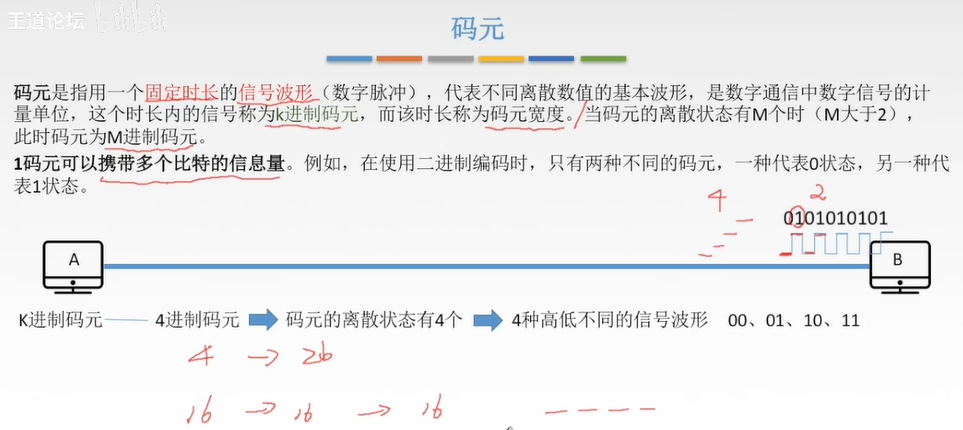 王道论坛
码元
码元是指用一个固定时长的信号波形（数字脉冲），代表不同离散数值的基本波形，是数字通信中数字信号的计
量单位，这个时长内的信号称为k进制码元，而该时长称为码元宽度。当码元的离散状态有M个时（M大于2），
此时码元为M进制码元。
1码元可以携带多个比特的信息量。例如，在使用二进制编码时，只有两种不同的码元，一种代表0状态，另一种代
表1状态。
4 2
0101010101
A B
K进制码元 4进制码元 码元的离散状态有4个 4种高低不同的信号波形 00、01、10、11
4 → 2b
16 → 16 → 16